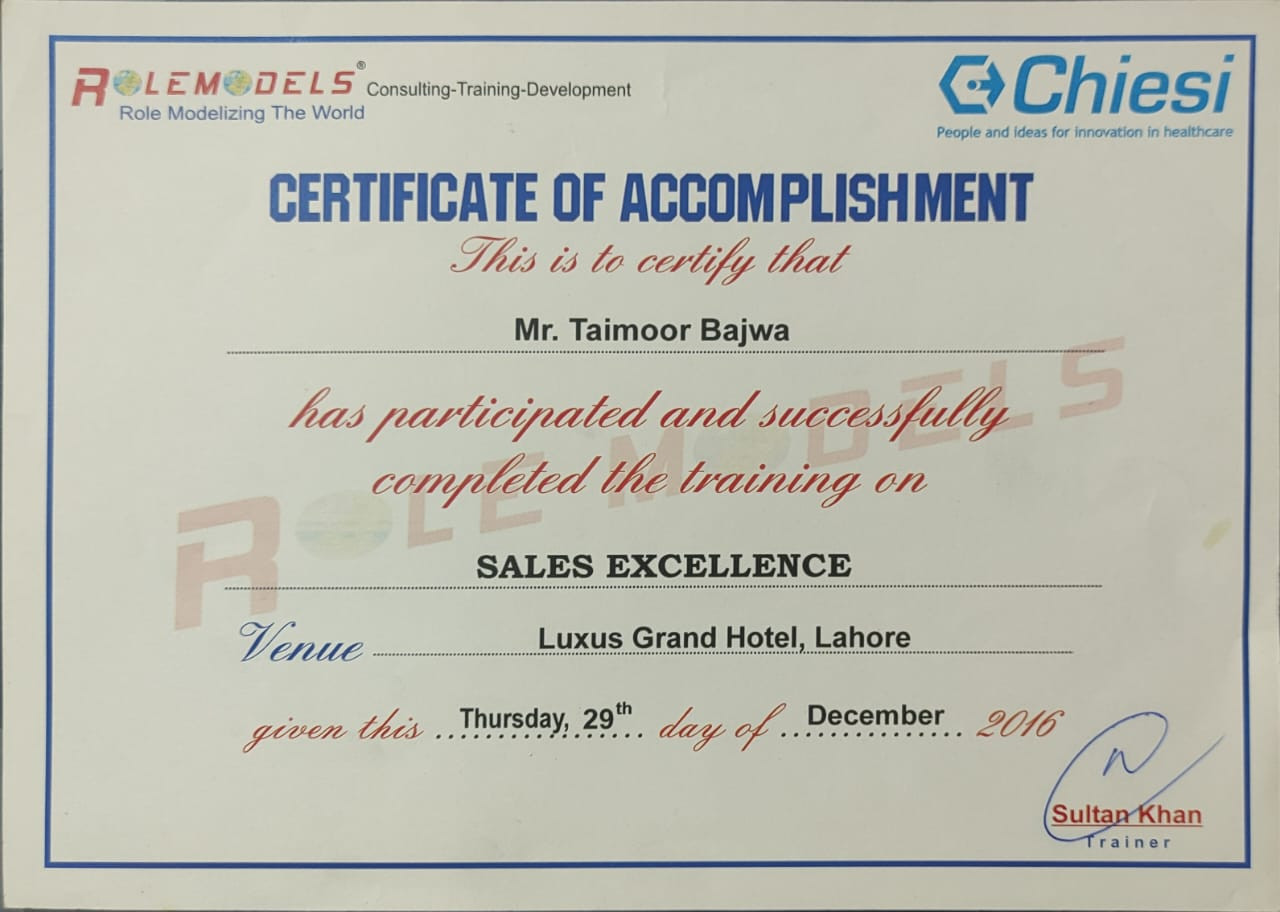 ROLEMODELS® Consulting-Training-Development
Role Modelizing The World
Chiesi
People and ideas for innovation in healthcare
CERTIFICATE OF ACCOMPLISHMENT
This is to certify that
Mr. Taimoor Bajwa
has participated and successfully
completed the training on
ROLE MODELS
SALES EXCELLENCE
Venue Luxus Grand Hotel, Lahore
given this Thursday, 29th day of December 2016
Sultan Khan
Trainer